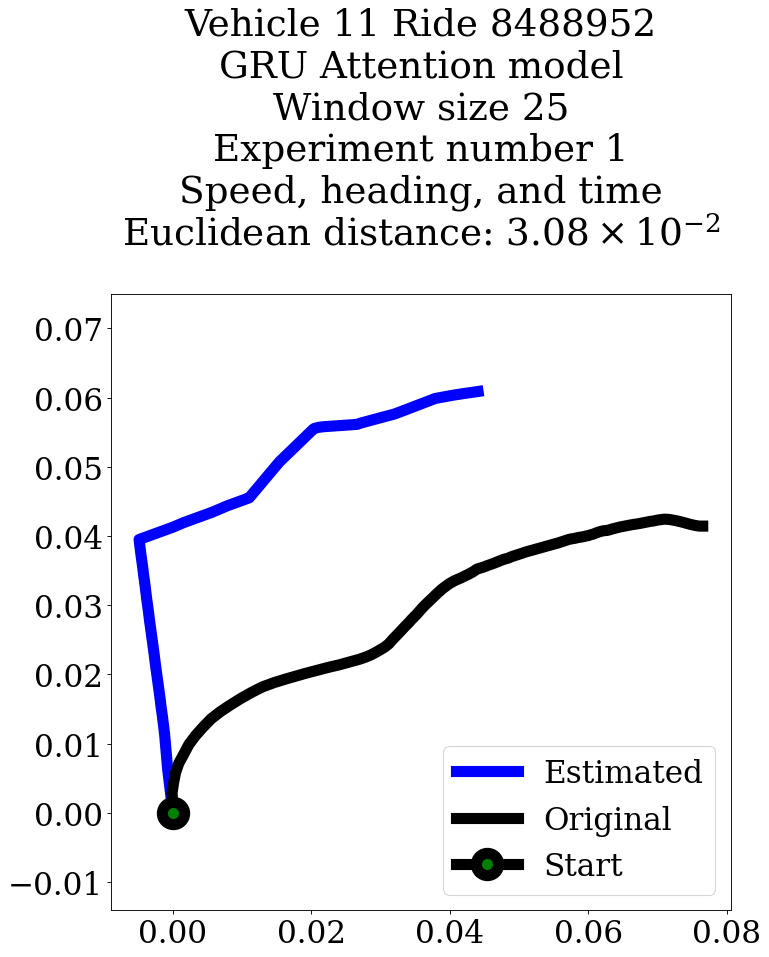 Vehicle 11 Ride 8488952
GRU Attention model
Window size 25
Experiment number 1
Speed, heading, and time
Euclidean distance: 3.08 × 10⁻²
0.07
0.06
0.05
0.04
0.03
0.02
0.01
0.00
−0.01
Estimated
Original
Start
0.00 0.02 0.04 0.06 0.08